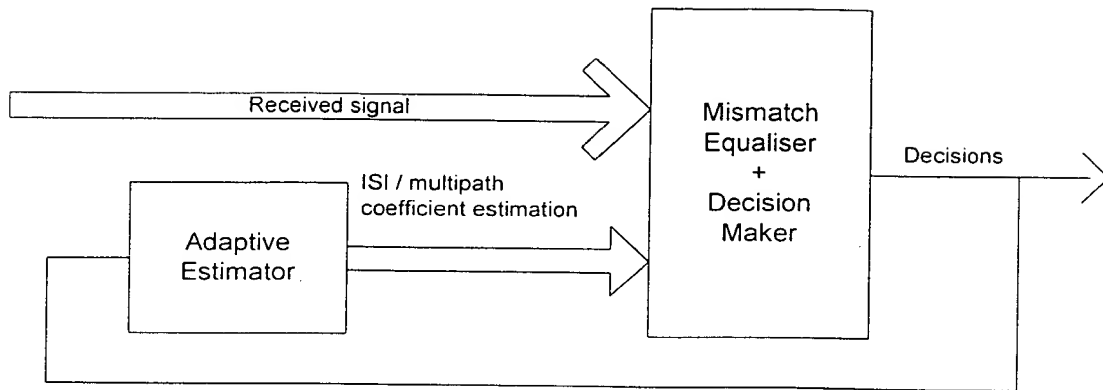 Received signal
Mismatch
Equaliser
+
Decision
Maker
Decisions
ISI / multipath
coefficient estimation
Adaptive
Estimator